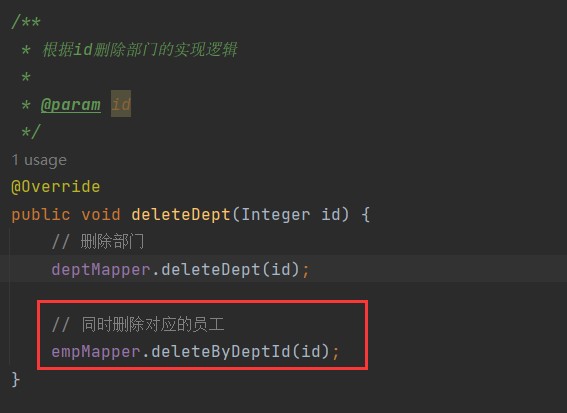 /**
 * 根据id删除部门的实现逻辑
 *
 * @param id
 */
1 usage
@Override
public void deleteDept(Integer id) {
    // 删除部门
    deptMapper.deleteDept(id);
    // 同时删除对应的员工
    empMapper.deleteByDeptId(id);
}